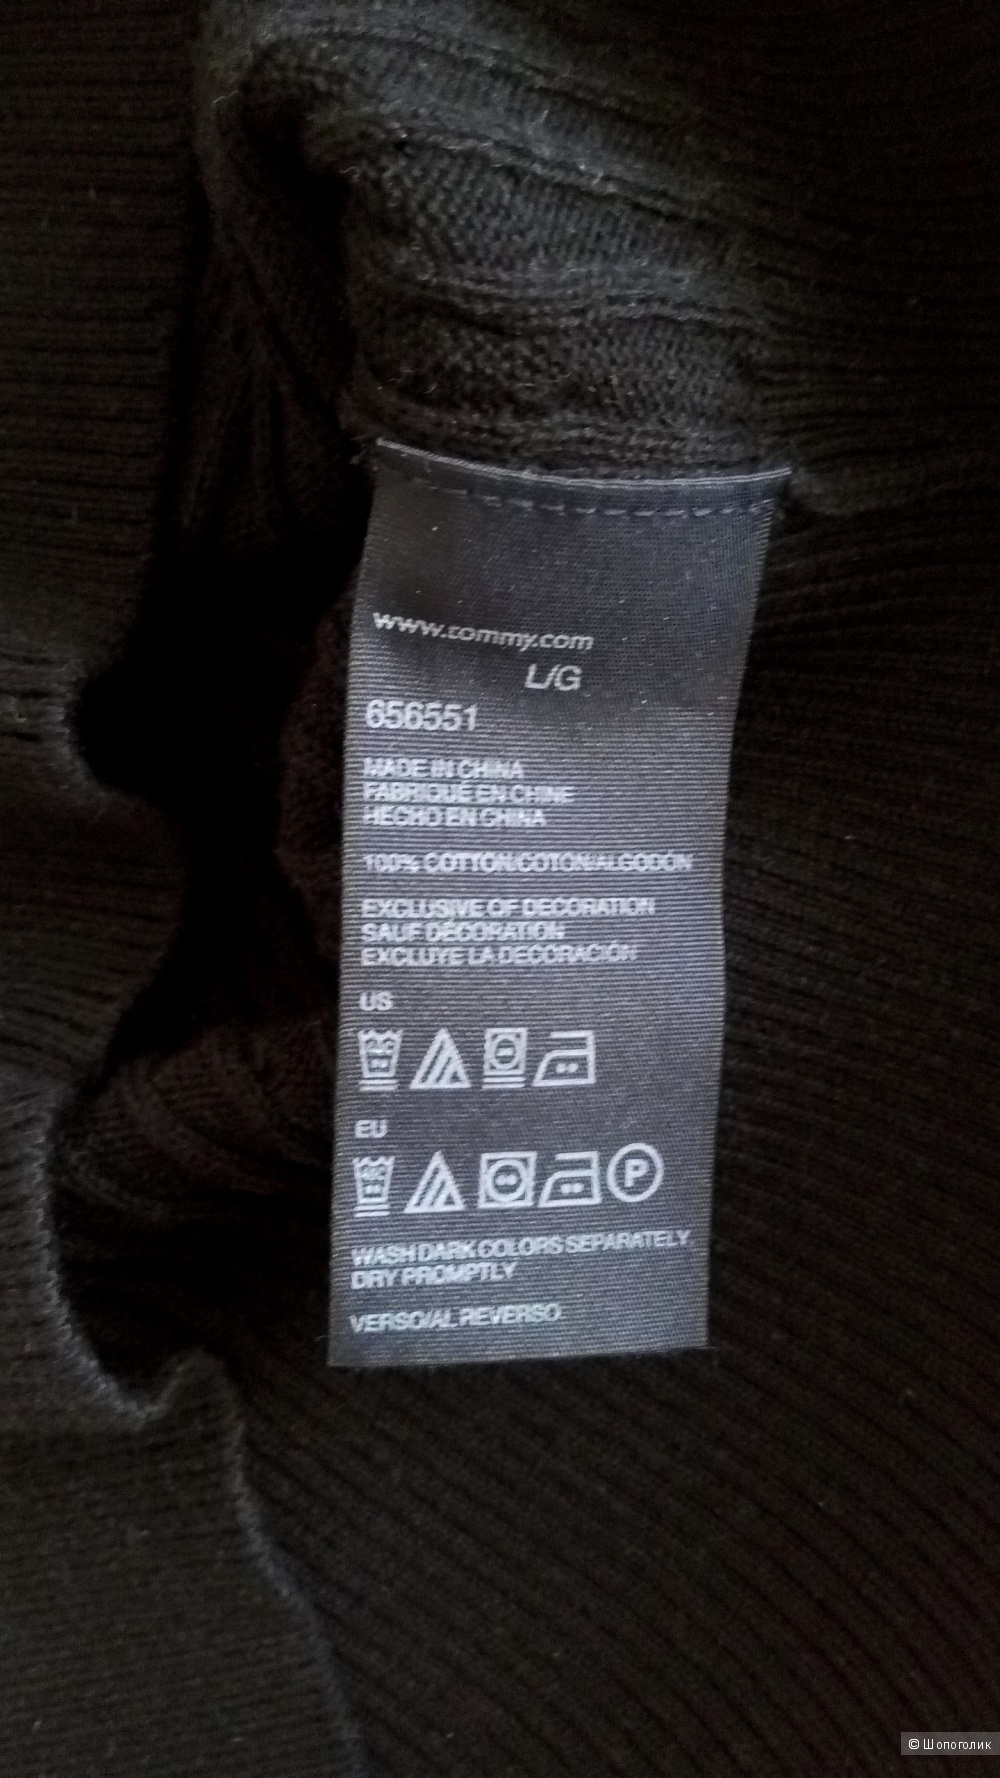 www.tommy.com
L/G
656551
MADE IN CHINA
FABRIQUÉ EN CHINE
HECHO EN CHINA
100% COTTON/COTON/ALGODÓN
EXCLUSIVE OF DECORATION
SAUF DÉCORATION
EXCLUYE LA DECORACIÓN
US
EU
P
WASH DARK COLORS SEPARATELY
DRY PROMPTLY
VERSO/AL REVERSO
© Шопоголик